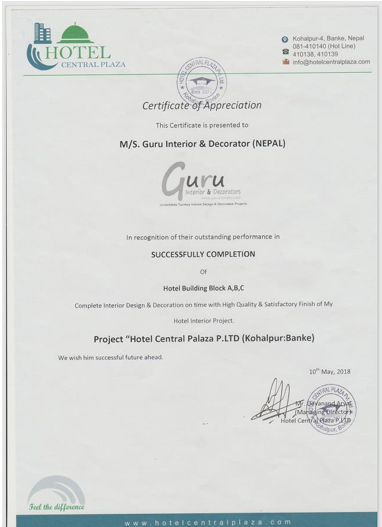 HOTEL
CENTRAL PLAZA
Kohalpur-4, Banke, Nepal
081-410140 (Hot Line)
410138, 410139
info@hotelcentralplaza.com
Certificate of Appreciation
This Certificate is presented to
M/S. Guru Interior & Decorator (NEPAL)
Guru
Interior & Decorators
In recognition of their outstanding performance in
SUCCESSFULLY COMPLETION
Of
Hotel Building Block A,B,C
Complete Interior Design & Decoration on time with High Quality & Satisfactory Finish of My
Hotel Interior Project.
Project "Hotel Central Palaza P.LTD (Kohalpur:Banke)
We wish him successful future ahead.
10th May, 2018
Mr.
(Managing Director)
Hotel Central Plaza P.LTD
Feel the difference
www.hotelcentralplaza.com